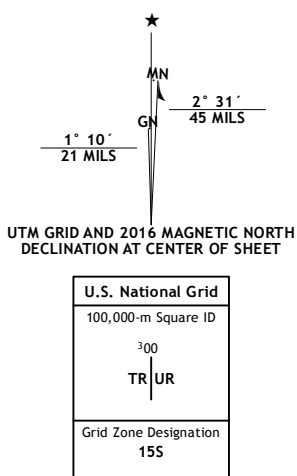 ★
MN
2° 31´
45 MILS
GN
1° 10´
21 MILS
UTM GRID AND 2016 MAGNETIC NORTH
DECLINATION AT CENTER OF SHEET
U.S. National Grid
100,000-m Square ID
³00
TR UR
Grid Zone Designation
15S